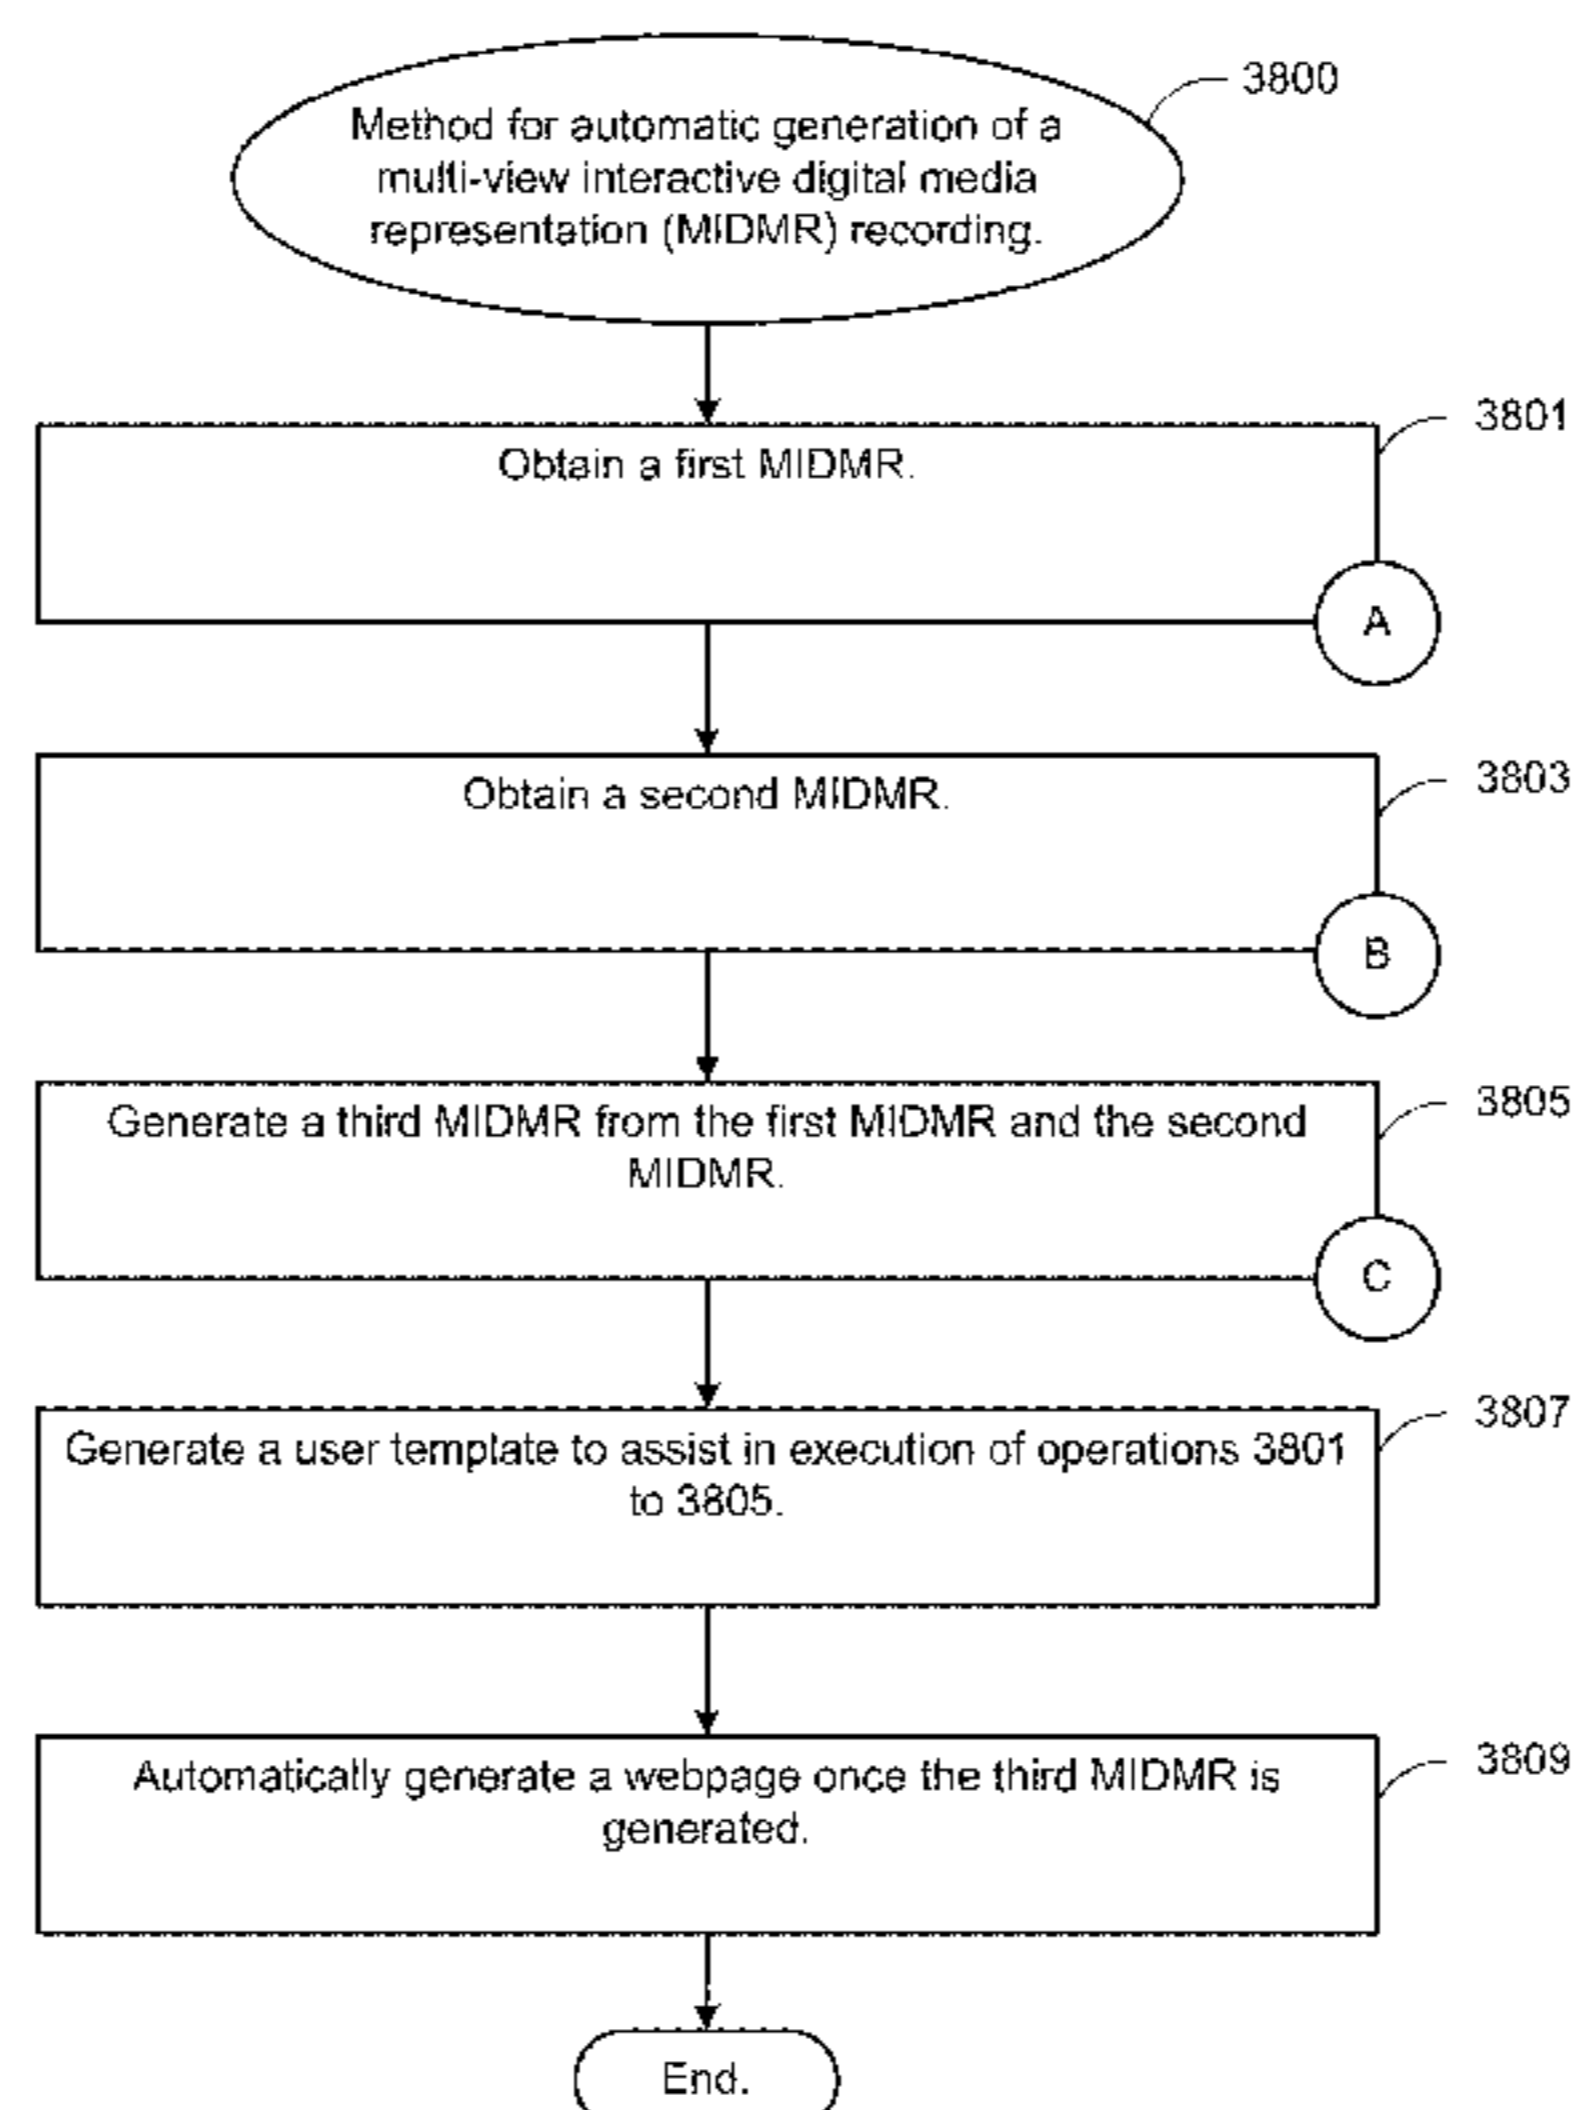 3800
Method for automatic generation of a
multi-view interactive digital media
representation (MIDMR) recording.
3801
Obtain a first MIDMR.
A
3803
Obtain a second MIDMR.
B
3805
Generate a third MIDMR from the first MIDMR and the second
MIDMR.
C
3807
Generate a user template to assist in execution of operations 3801
to 3805.
3809
Automatically generate a webpage once the third MIDMR is
generated.
End.